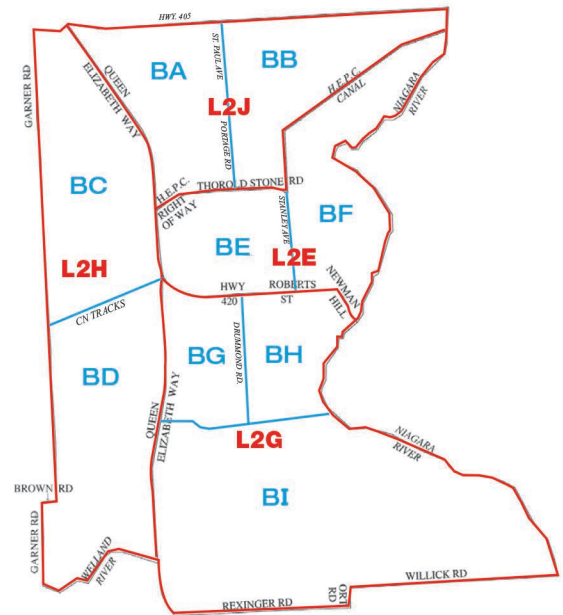 HWY. 405
GARNER RD
QUEEN
ELIZABETH WAY
BA
ST. PAUL AVE
BB
H.E.P.C.
CANAL
NIAGARA
RIVER
L2J
PORTAGE RD
BC
H.E.P.C.
RIGHT
OF WAY
THOROLD STONE RD
STANLEY AVE
BF
BE
L2E
L2H
CN TRACKS
HWY
420
ROBERTS
ST
NEWMAN
HILL
BD
BG
DRUMMOND RD.
BH
QUEEN
ELIZABETH WAY
L2G
NIAGARA
RIVER
BROWN RD
GARNER RD
BI
WELLAND
RIVER
WILLICK RD
ORT
RD
REXINGER RD